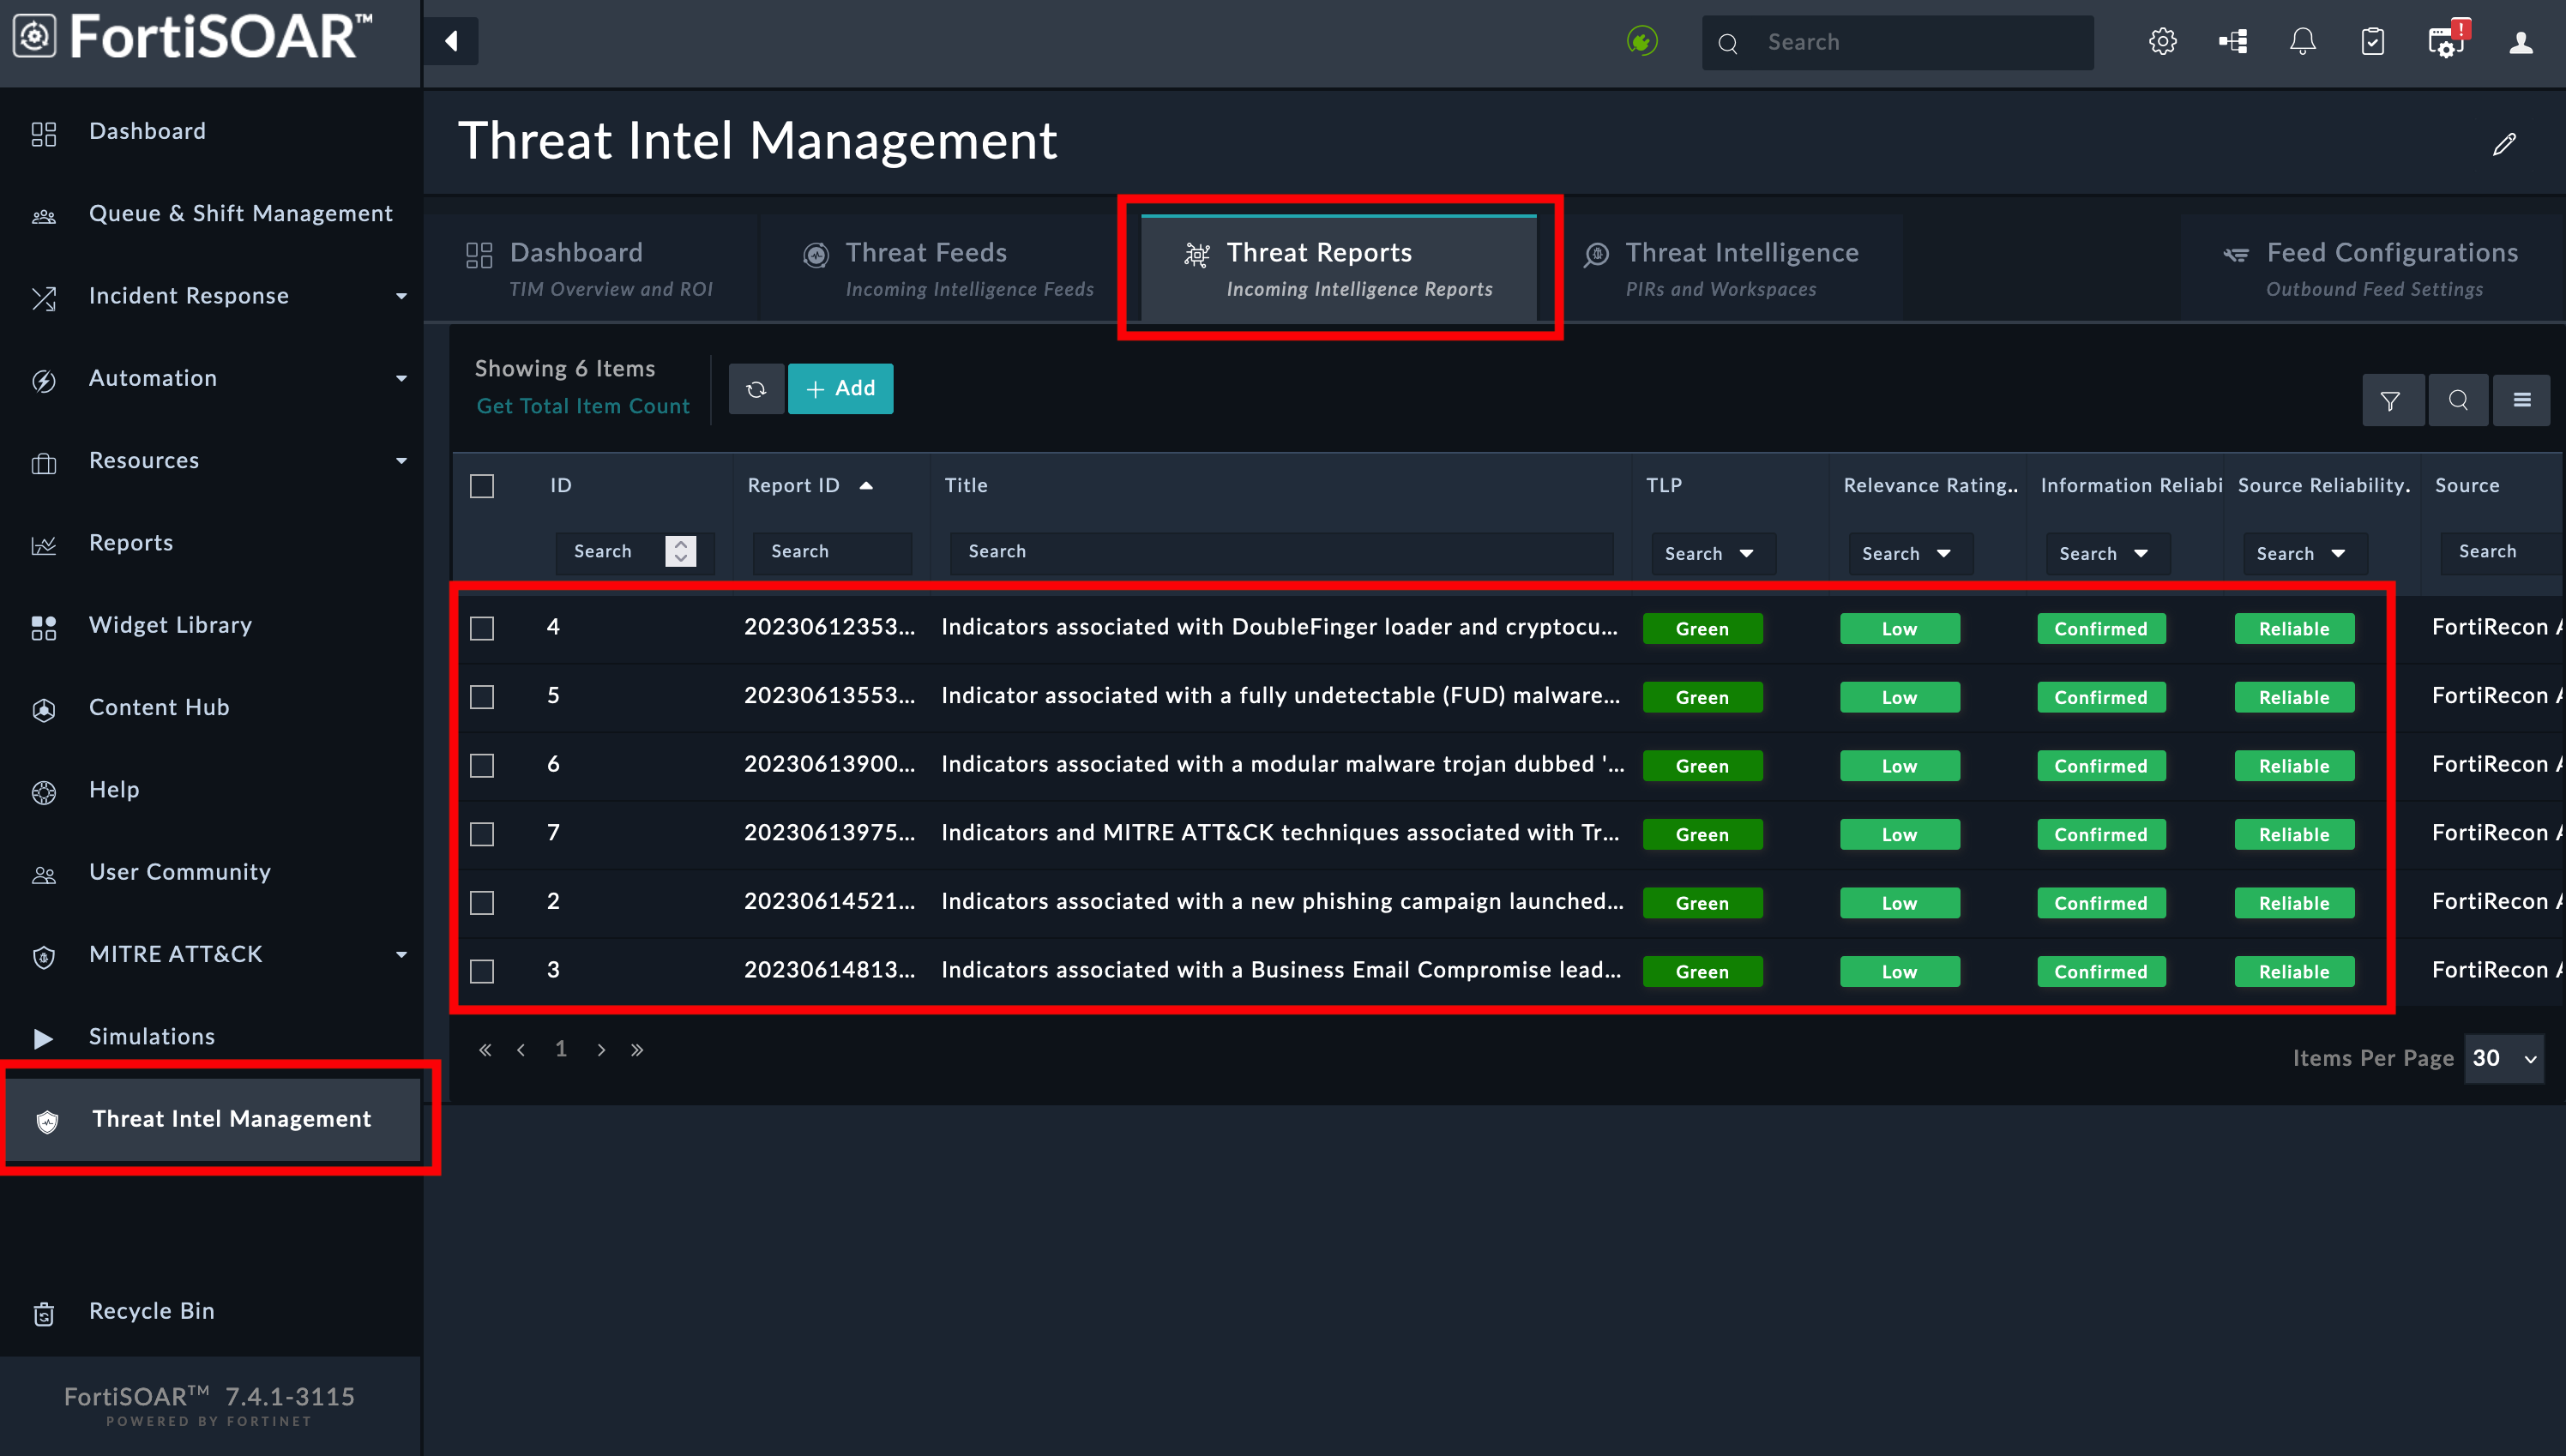 FortiSOAR™
Search
!
Dashboard
Queue & Shift Management
Incident Response
Automation
Resources
Reports
Widget Library
Content Hub
Help
User Community
MITRE ATT&CK
Simulations
Threat Intel Management
Recycle Bin
FortiSOAR™ 7.4.1-3115
POWERED BY FORTINET
Threat Intel Management
Dashboard
TIM Overview and ROI
Threat Feeds
Incoming Intelligence Feeds
Threat Reports
Incoming Intelligence Reports
Threat Intelligence
PIRs and Workspaces
Feed Configurations
Outbound Feed Settings
Showing 6 Items
Get Total Item Count
+ Add
ID Report ID Title TLP Relevance Rating.. Information Reliabi Source Reliability. Source
Search Search Search Search Search Search Search Search
4 20230612353... Indicators associated with DoubleFinger loader and cryptocu... Green Low Confirmed Reliable FortiRecon A
5 20230613553... Indicator associated with a fully undetectable (FUD) malware... Green Low Confirmed Reliable FortiRecon A
6 20230613900... Indicators associated with a modular malware trojan dubbed '... Green Low Confirmed Reliable FortiRecon A
7 20230613975... Indicators and MITRE ATT&CK techniques associated with Tr... Green Low Confirmed Reliable FortiRecon A
2 20230614521... Indicators associated with a new phishing campaign launched... Green Low Confirmed Reliable FortiRecon A
3 20230614813... Indicators associated with a Business Email Compromise lead... Green Low Confirmed Reliable FortiRecon A
« ‹ 1 › »
Items Per Page 30